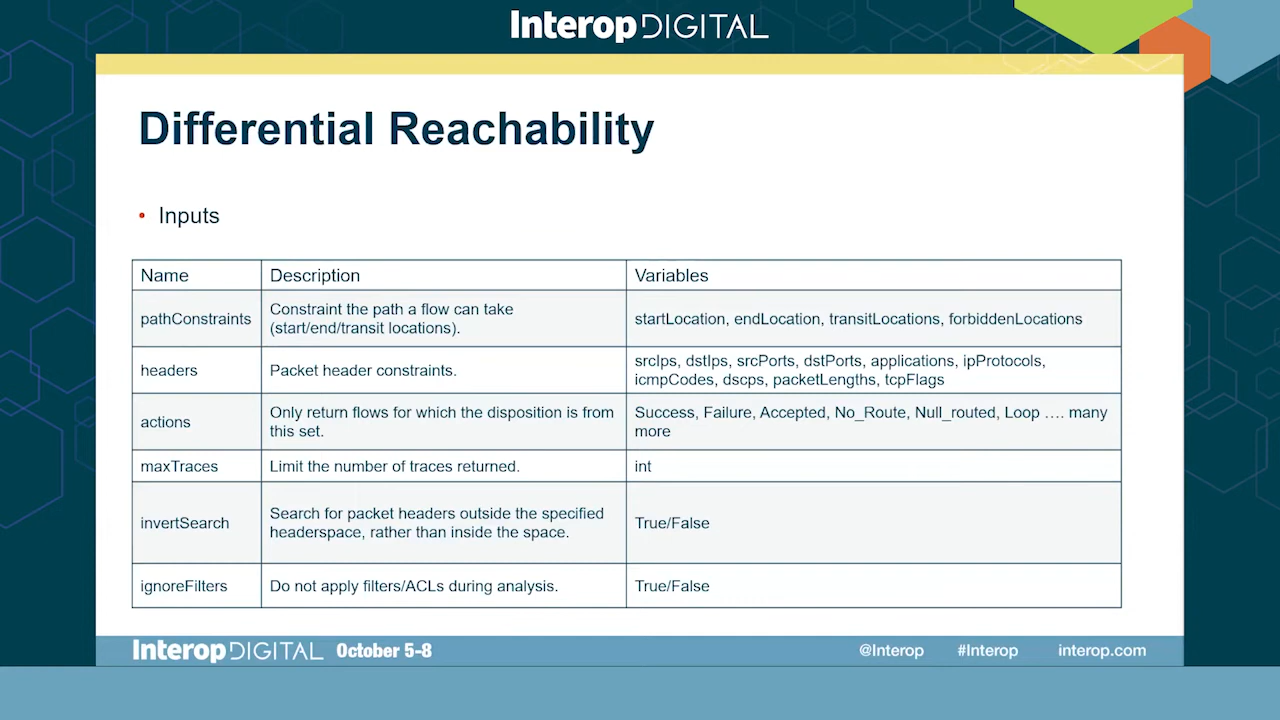 Interop DIGITAL
Differential Reachability
• Inputs
Name Description Variables
pathConstraints Constraint the path a flow can take (start/end/transit locations). startLocation, endLocation, transitLocations, forbiddenLocations
headers Packet header constraints. srcIps, dstIps, srcPorts, dstPorts, applications, ipProtocols, icmpCodes, dscps, packetLengths, tcpFlags
actions Only return flows for which the disposition is from this set. Success, Failure, Accepted, No_Route, Null_routed, Loop …. many more
maxTraces Limit the number of traces returned. int
invertSearch Search for packet headers outside the specified headerspace, rather than inside the space. True/False
ignoreFilters Do not apply filters/ACLs during analysis. True/False
Interop DIGITAL October 5-8 @Interop #Interop interop.com